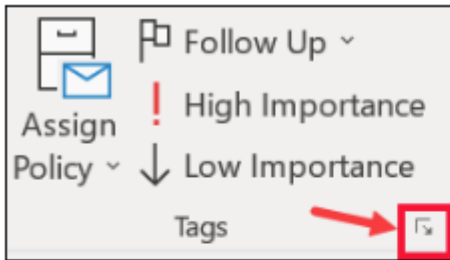 Assign
Policy
Follow Up
High Importance
Low Importance
Tags